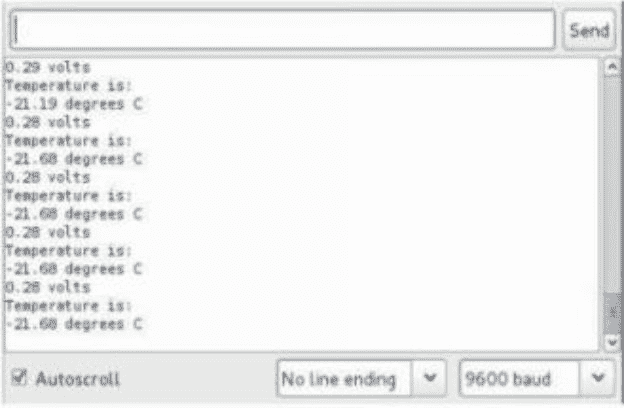 Send
0.29 volts
Temperature is:
-21.19 degrees C
0.28 volts
Temperature is:
-21.68 degrees C
0.28 volts
Temperature is:
-21.68 degrees C
0.28 volts
Temperature is:
-21.68 degrees C
0.28 volts
Temperature is:
-21.68 degrees C
Autoscroll No line ending 9600 baud